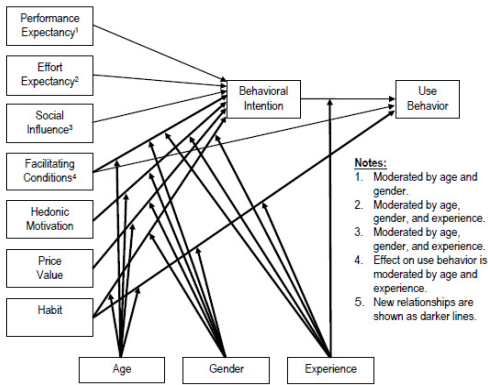 Performance
Expectancy¹
Effort
Expectancy²
Social
Influence³
Facilitating
Conditions⁴
Hedonic
Motivation
Price
Value
Habit
Behavioral
Intention
Use
Behavior
Notes:
1. Moderated by age and
gender.
2. Moderated by age,
gender, and experience.
3. Moderated by age,
gender, and experience.
4. Effect on use behavior is
moderated by age and
experience.
5. New relationships are
shown as darker lines.
Age
Gender
Experience